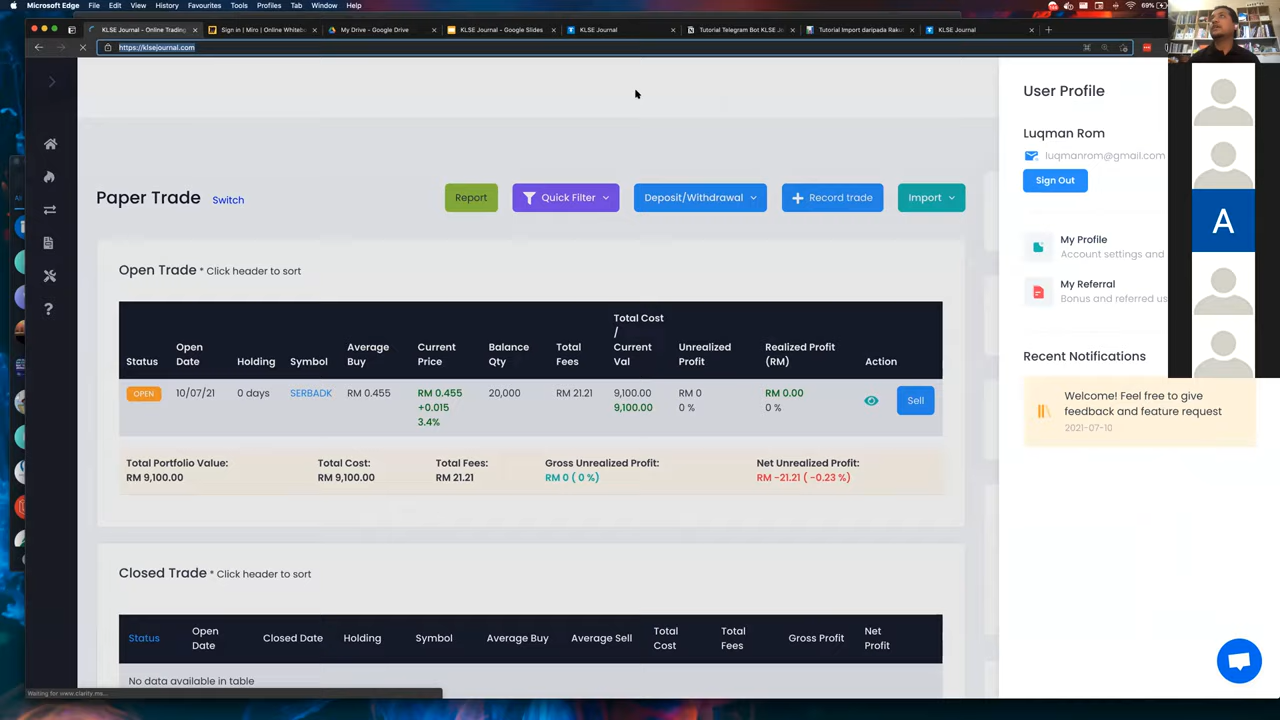 Microsoft Edge File Edit View History Favourites Tools Profiles Tab Window Help 69%
KLSE Journal - Online Trading Sign in | Miro | Online Whiteb My Drive - Google Drive KLSE Journal - Google Slides KLSE Journal Tutorial Telegram Bot KLSE Jo Tutorial Import daripada Raku KLSE Journal
https://klsejournal.com
User Profile
Luqman Rom
luqmanrom@gmail.com
Sign Out
Paper Trade Switch Report Quick Filter Deposit/Withdrawal Record trade Import
My Profile
Account settings and
My Referral
Bonus and referred us
Open Trade * Click header to sort
Status Open Date Holding Symbol Average Buy Current Price Balance Qty Total Fees Total Cost / Current Val Unrealized Profit Realized Profit (RM) Action
OPEN 10/07/21 0 days SERBADK RM 0.455 RM 0.455 20,000 RM 21.21 9,100.00 RM 0 RM 0.00 Sell
+0.015 9,100.00 0 % 0 %
3.4%
Total Portfolio Value: Total Cost: Total Fees: Gross Unrealized Profit: Net Unrealized Profit:
RM 9,100.00 RM 9,100.00 RM 21.21 RM 0 ( 0 %) RM -21.21 ( -0.23 %)
Recent Notifications
Welcome! Feel free to give
feedback and feature request
2021-07-10
A
Closed Trade * Click header to sort
Status Open Date Closed Date Holding Symbol Average Buy Average Sell Total Cost Total Fees Gross Profit Net Profit
No data available in table
Waiting for www.clarity.ms...